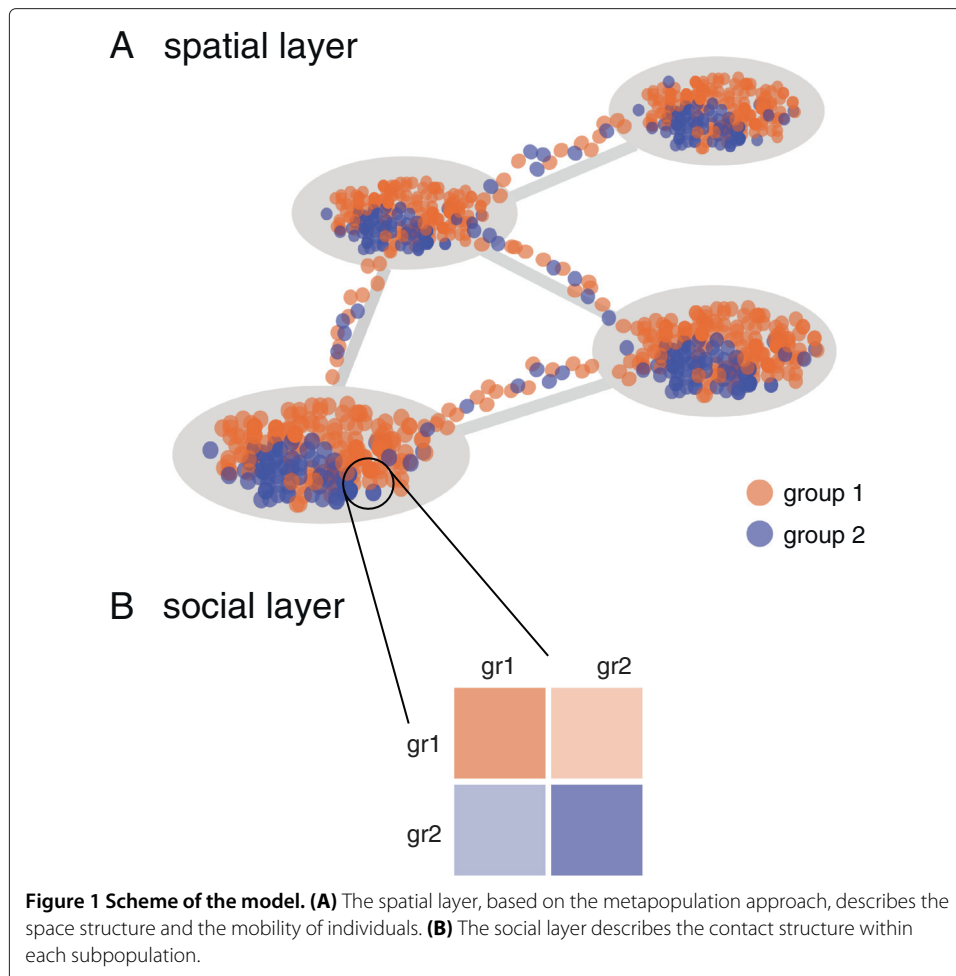 A spatial layer
group 1
group 2
B social layer
gr1 gr2
gr1
gr2
Figure 1 Scheme of the model. (A) The spatial layer, based on the metapopulation approach, describes the
space structure and the mobility of individuals. (B) The social layer describes the contact structure within
each subpopulation.